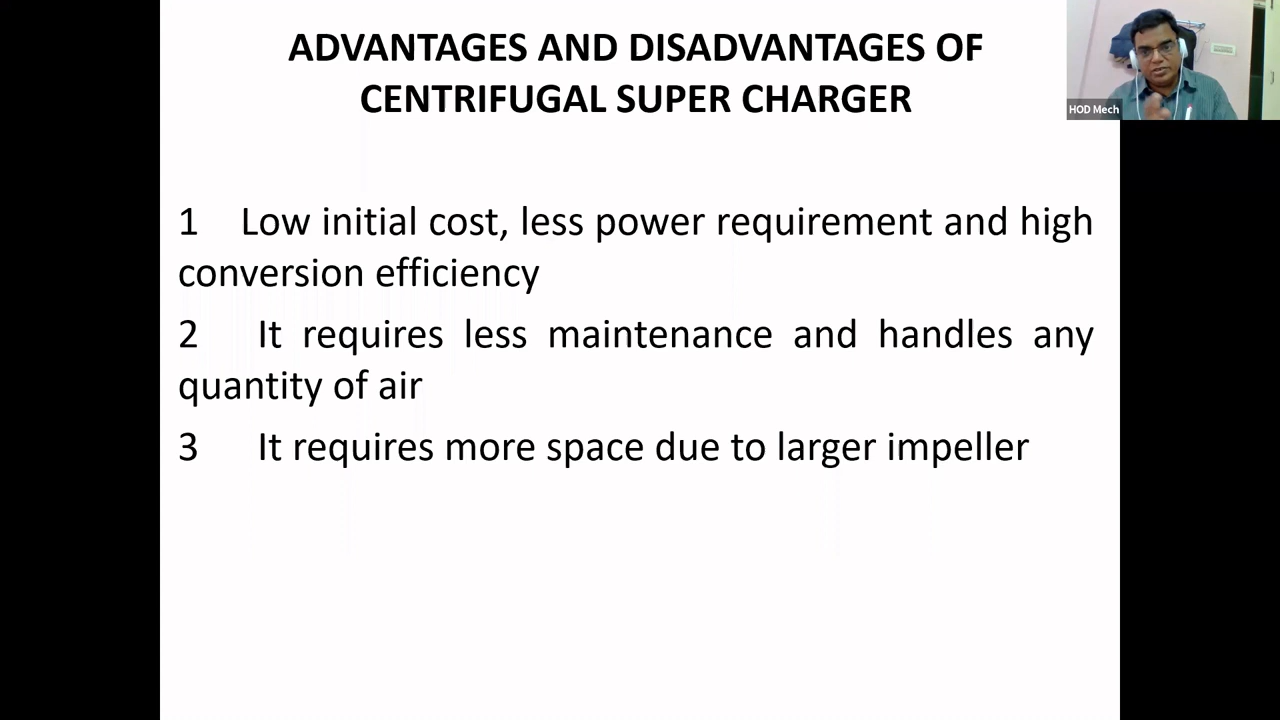 ADVANTAGES AND DISADVANTAGES OF
CENTRIFUGAL SUPER CHARGER
HOD Mech
1 Low initial cost, less power requirement and high
conversion efficiency
2 It requires less maintenance and handles any
quantity of air
3 It requires more space due to larger impeller